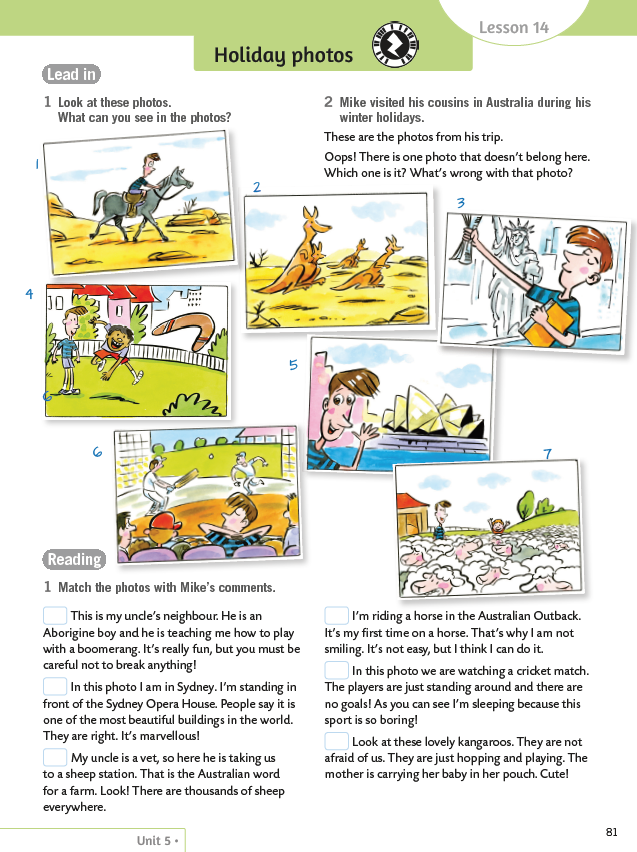 Lesson 14
Holiday photos
Lead in
1 Look at these photos.
What can you see in the photos?
2 Mike visited his cousins in Australia during his
winter holidays.
These are the photos from his trip.
Oops! There is one photo that doesn't belong here.
Which one is it? What's wrong with that photo?
1
2
3
4
5
6
6
7
Reading
1 Match the photos with Mike's comments.
This is my uncle's neighbour. He is an
Aborigine boy and he is teaching me how to play
with a boomerang. It's really fun, but you must be
careful not to break anything!
In this photo I am in Sydney. I'm standing in
front of the Sydney Opera House. People say it is
one of the most beautiful buildings in the world.
They are right. It's marvellous!
My uncle is a vet, so here he is taking us
to a sheep station. That is the Australian word
for a farm. Look! There are thousands of sheep
everywhere.
I'm riding a horse in the Australian Outback.
It's my first time on a horse. That's why I am not
smiling. It's not easy, but I think I can do it.
In this photo we are watching a cricket match.
The players are just standing around and there are
no goals! As you can see I'm sleeping because this
sport is so boring!
Look at these lovely kangaroos. They are not
afraid of us. They are just hopping and playing. The
mother is carrying her baby in her pouch. Cute!
Unit 5 •
81